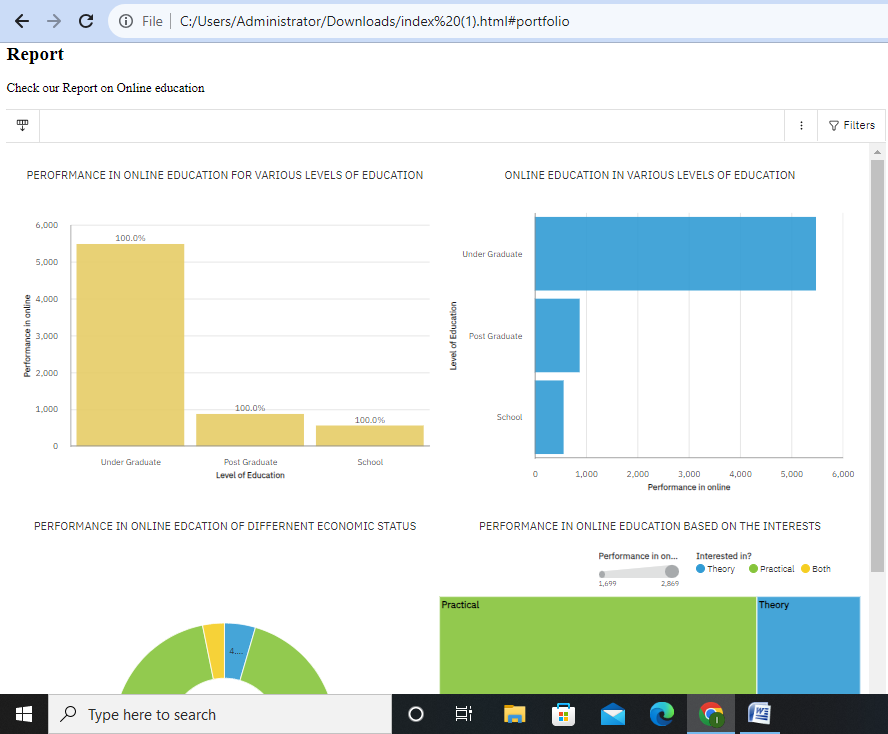 File
C:/Users/Administrator/Downloads/index%20(1).html#portfolio
Report
Check our Report on Online education
Filters
PEROFRMANCE IN ONLINE EDUCATION FOR VARIOUS LEVELS OF EDUCATION
6,000
5,000
4,000
3,000
2,000
1,000
0
Performance in online
100.0%
100.0%
100.0%
Under Graduate
Post Graduate
School
Level of Education
ONLINE EDUCATION IN VARIOUS LEVELS OF EDUCATION
Level of Education
Under Graduate
Post Graduate
School
0
1,000
2,000
3,000
4,000
5,000
6,000
Performance in online
PERFORMANCE IN ONLINE EDCATION OF DIFFERNENT ECONOMIC STATUS
4....
PERFORMANCE IN ONLINE EDUCATION BASED ON THE INTERESTS
Performance in on...
1,699
2,869
Interested in?
Theory
Practical
Both
Practical
Theory
Type here to search